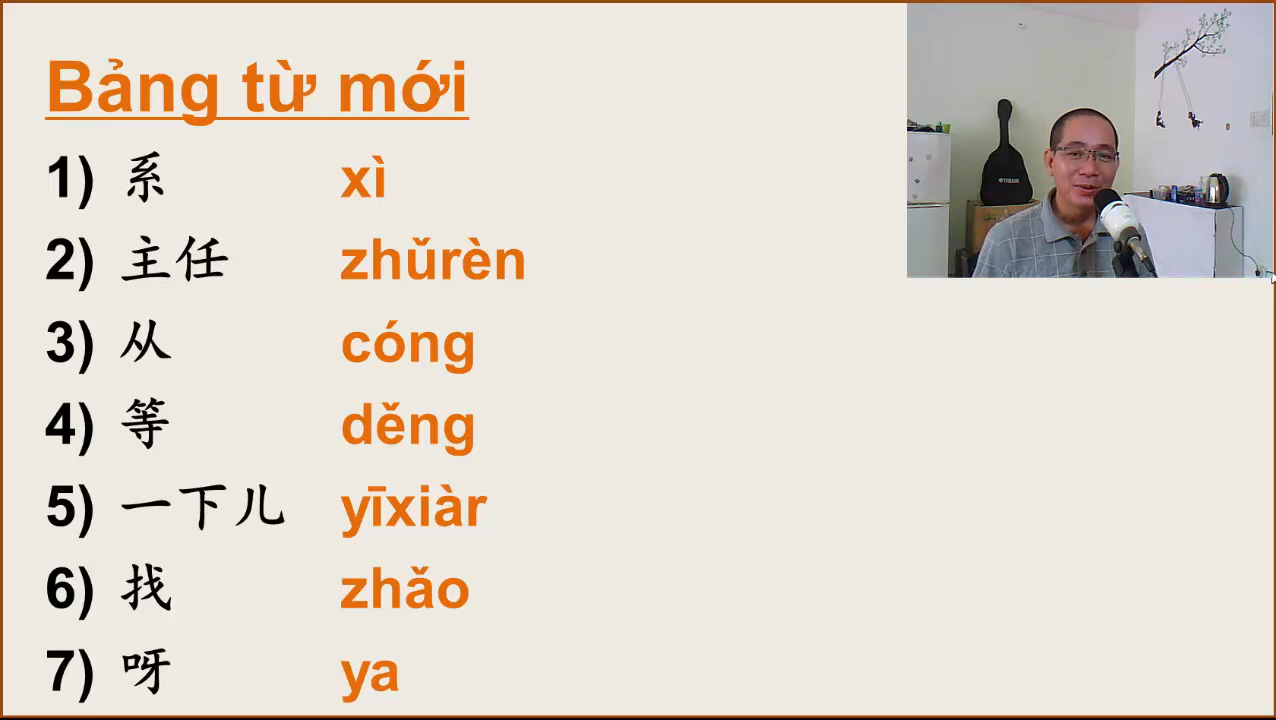 Bảng từ mới
1) 系 xì
2) 主任 zhǔrèn
3) 从 cóng
4) 等 děng
5) 一下儿 yīxiàr
6) 找 zhǎo
7) 呀 ya